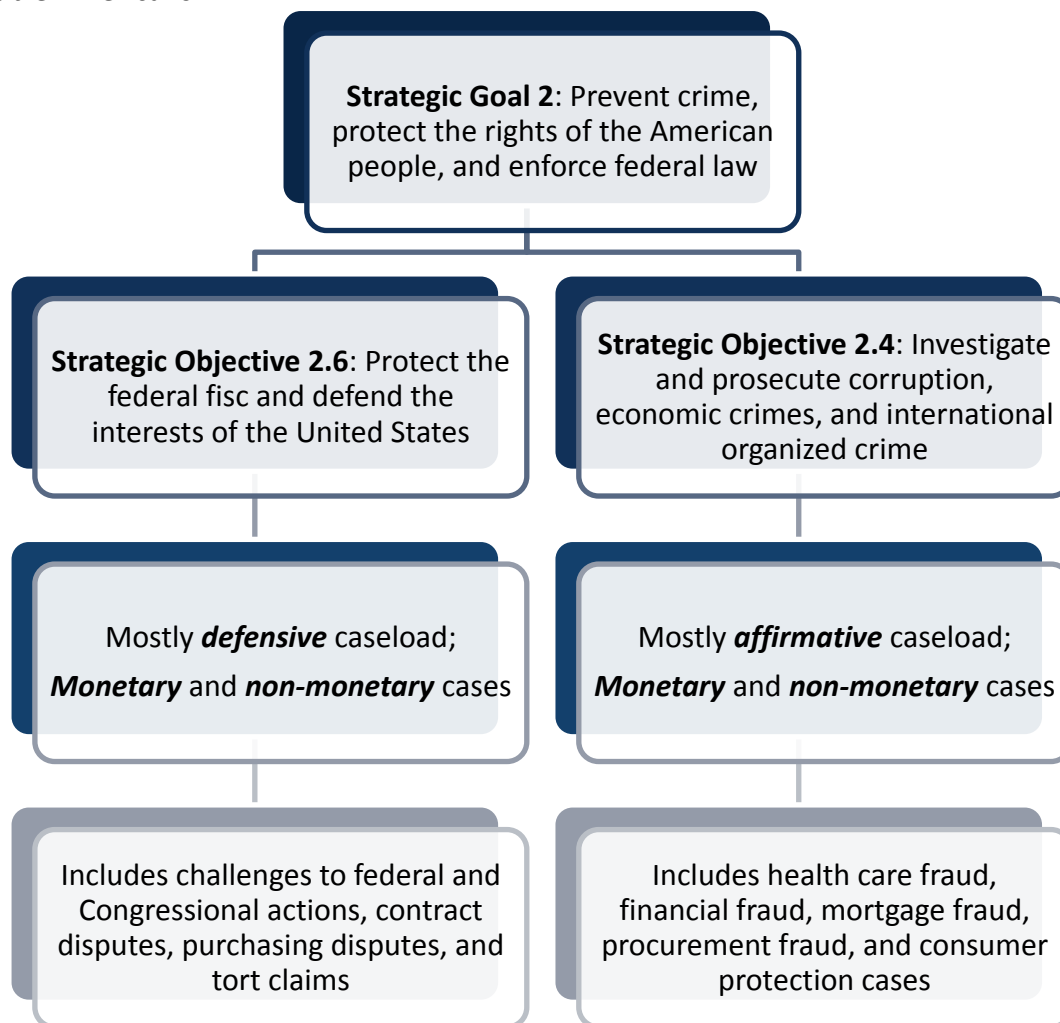 Strategic Goal 2: Prevent crime,
protect the rights of the American
people, and enforce federal law
Strategic Objective 2.6: Protect the
federal fisc and defend the
interests of the United States
Strategic Objective 2.4: Investigate
and prosecute corruption,
economic crimes, and international
organized crime
Mostly defensive caseload;
Monetary and non-monetary cases
Mostly affirmative caseload;
Monetary and non-monetary cases
Includes challenges to federal and
Congressional actions, contract
disputes, purchasing disputes, and
tort claims
Includes health care fraud,
financial fraud, mortgage fraud,
procurement fraud, and consumer
protection cases